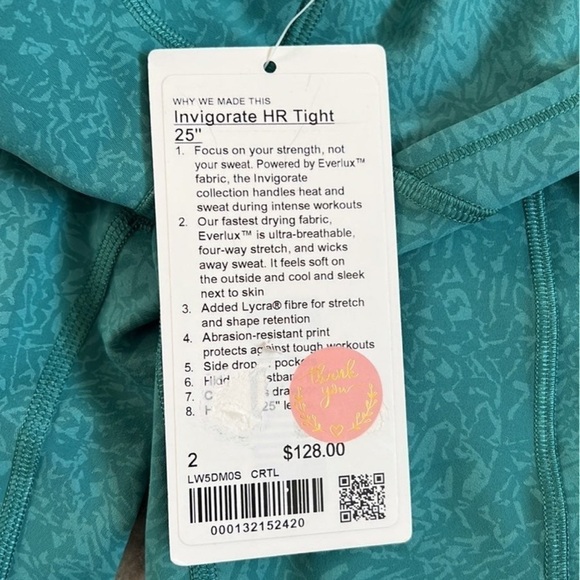 WHY WE MADE THIS
Invigorate HR Tight
25"
1. Focus on your strength, not
your sweat. Powered by Everlux™
fabric, the Invigorate
collection handles heat and
sweat during intense workouts
2. Our fastest drying fabric,
Everlux™ is ultra-breathable,
four-way stretch, and wicks
away sweat. It feels soft on
the outside and cool and sleek
next to skin
3. Added Lycra® fibre for stretch
and shape retention
4. Abrasion-resistant print
protects against tough workouts
5. Side drop
6.
7.
8. 25"
Thank
you
2 $128.00
LW5DM0S CRTL
000132152420